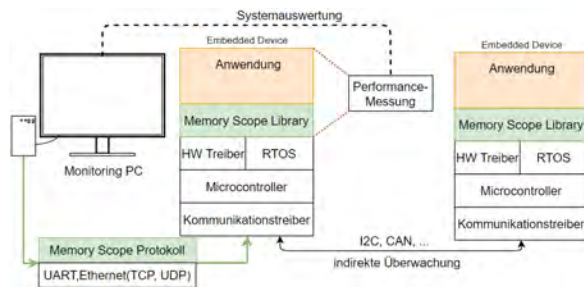 Systemauswertung
Embedded Device
Anwendung
Memory Scope Library
HW Treiber
RTOS
Microcontroller
Kommunikationstreiber
Performance-
Messung
Embedded Device
Anwendung
Memory Scope Library
HW Treiber
RTOS
Microcontroller
Kommunikationstreiber
Monitoring PC
Memory Scope Protokoll
UART,Ethernet(TCP, UDP)
I2C, CAN, ...
indirekte Überwachung